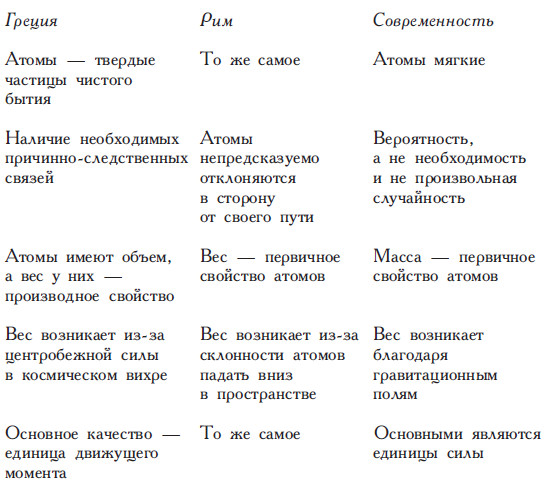 Греция Рим Современность
Атомы — твердые То же самое Атомы мягкие
частицы чистого
бытия
Наличие необходимых Атомы Вероятность,
причинно-следственных непредсказуемо а не необходимость
связей отклоняются и не произвольная
в сторону случайность
от своего пути
Атомы имеют объем, Вес — первичное Масса — первичное
а вес у них — свойство атомов свойство атомов
производное свойство
Вес возникает из-за Вес возникает из-за Вес возникает
центробежной силы склонности атомов благодаря
в космическом вихре падать вниз гравитационным
в пространстве полям
Основное качество — То же самое Основными являются
единица движущего единицы силы
момента